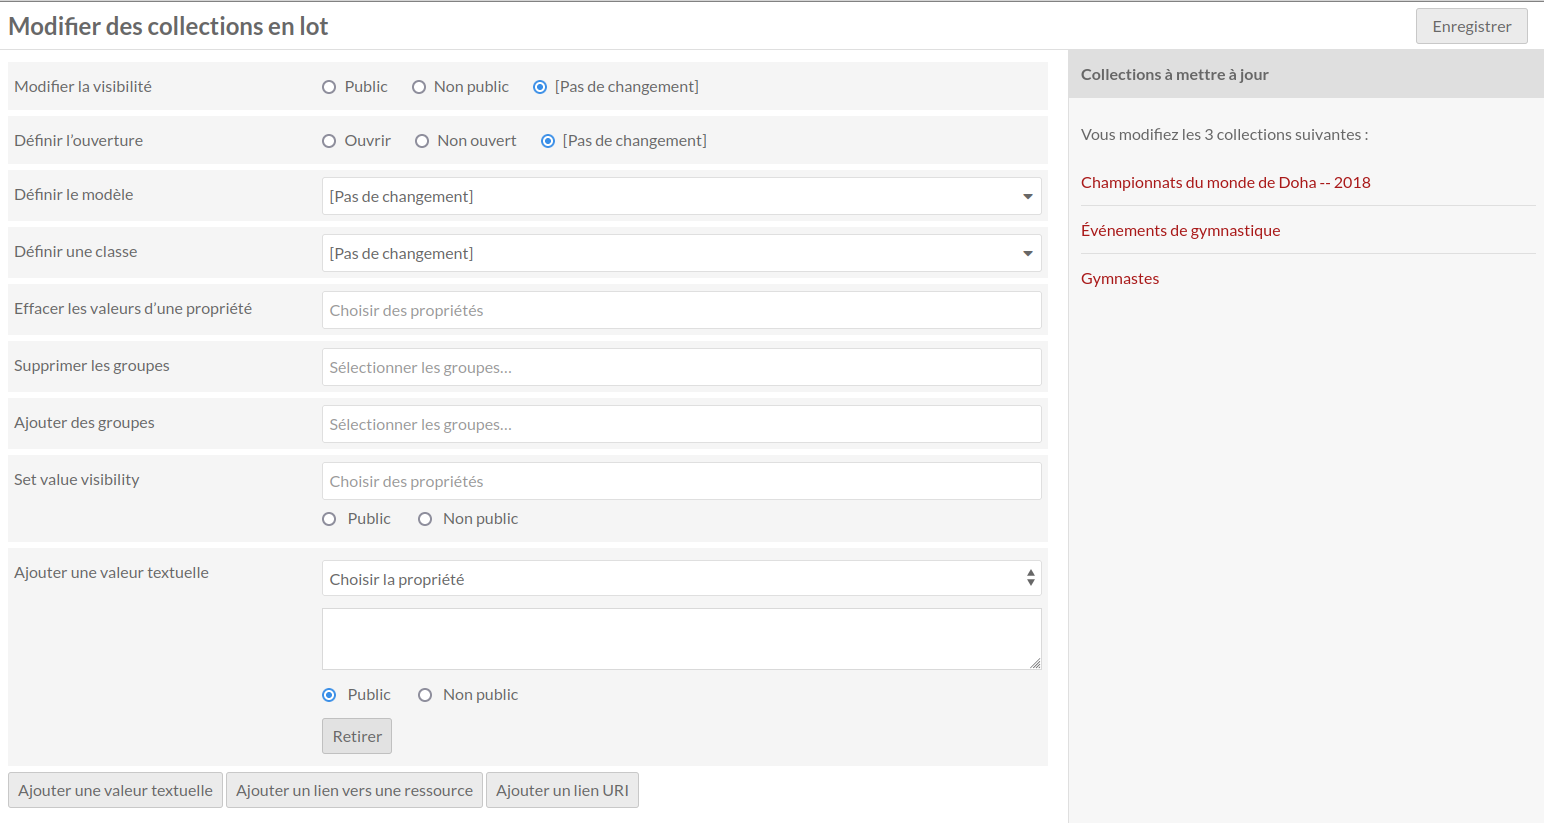 Modifier des collections en lot
Enregistrer
Modifier la visibilité
Public Non public [Pas de changement]
Définir l’ouverture
Ouvrir Non ouvert [Pas de changement]
Définir le modèle
[Pas de changement]
Définir une classe
[Pas de changement]
Effacer les valeurs d’une propriété
Choisir des propriétés
Supprimer les groupes
Sélectionner les groupes…
Ajouter des groupes
Sélectionner les groupes…
Set value visibility
Choisir des propriétés
Public Non public
Ajouter une valeur textuelle
Choisir la propriété
Public Non public
Retirer
Ajouter une valeur textuelle Ajouter un lien vers une ressource Ajouter un lien URI
Collections à mettre à jour
Vous modifiez les 3 collections suivantes :
Championnats du monde de Doha -- 2018
Événements de gymnastique
Gymnastes